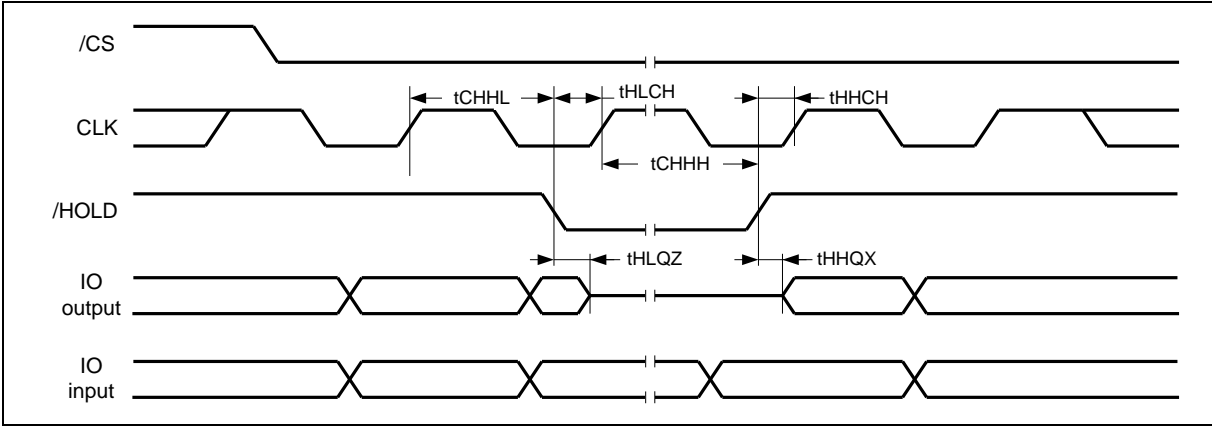 /CS
tCHHL
tHLCH
tHHCH
CLK
tCHHH
/HOLD
tHLQZ
tHHQX
IO
output
IO
input